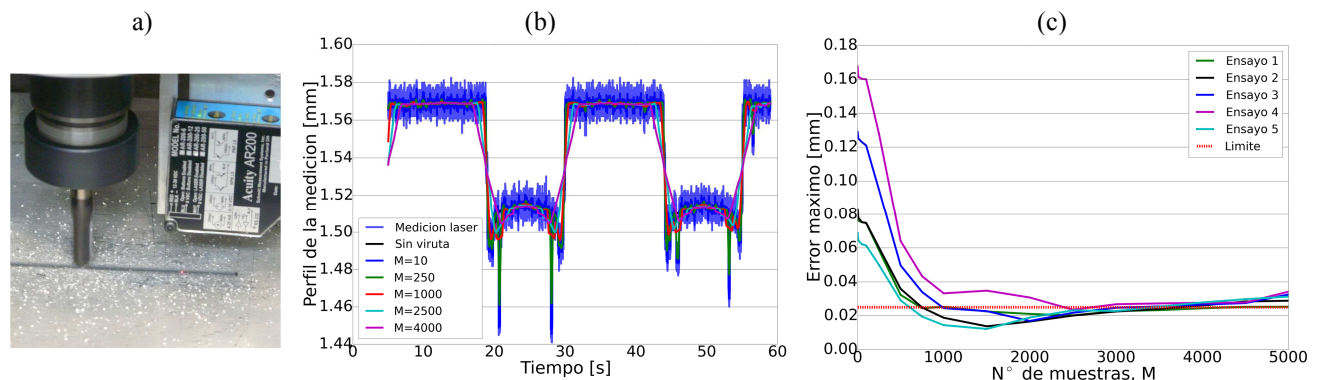 a)
(b)
(c)
MODEL No.
Acuity AR200
Perfil de la medicion [mm]
1.60
1.58
1.56
1.54
1.52
1.50
1.48
1.46
1.44
Medicion laser
Sin viruta
M=10
M=250
M=1000
M=2500
M=4000
0
10
20
30
40
50
60
Tiempo [s]
Error maximo [mm]
0.18
0.16
0.14
0.12
0.10
0.08
0.06
0.04
0.02
0.00
Ensayo 1
Ensayo 2
Ensayo 3
Ensayo 4
Ensayo 5
Limite
0
1000
2000
3000
4000
5000
N° de muestras. M